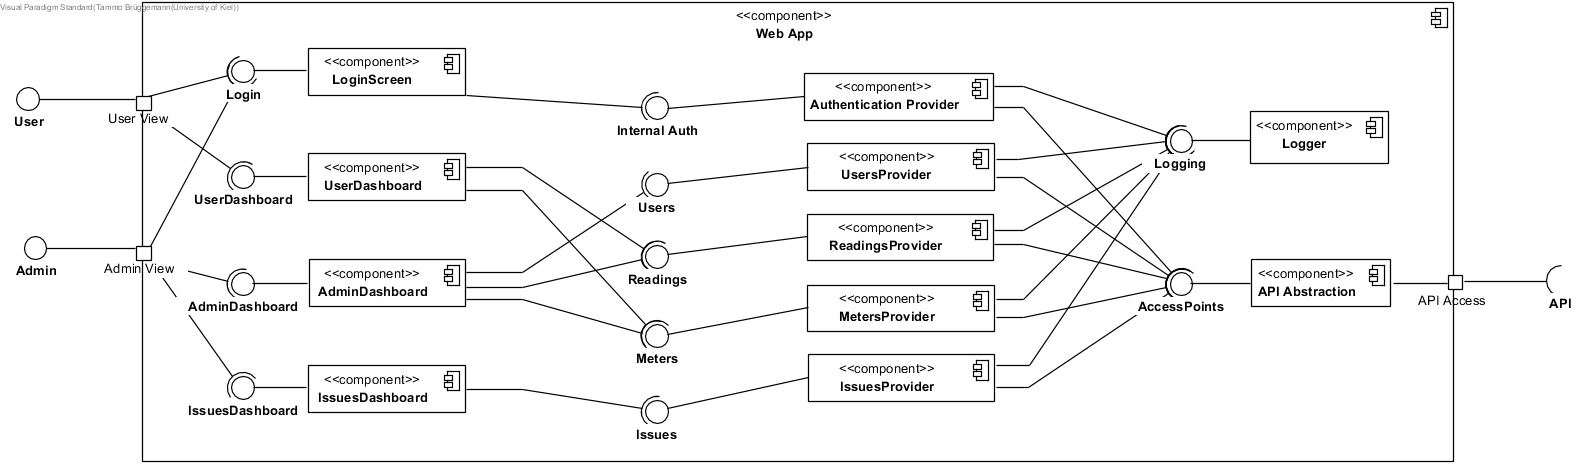 Visual Paradigm Standard(Tammo Brüggemann(University of Kiel))
<<component>>
Web App
User
User View
Admin
Admin View
Login
UserDashboard
AdminDashboard
IssuesDashboard
<<component>>
LoginScreen
<<component>>
UserDashboard
<<component>>
AdminDashboard
<<component>>
IssuesDashboard
Internal Auth
Users
Readings
Meters
Issues
<<component>>
Authentication Provider
<<component>>
UsersProvider
<<component>>
ReadingsProvider
<<component>>
MetersProvider
<<component>>
IssuesProvider
Logging
AccessPoints
<<component>>
Logger
<<component>>
API Abstraction
API Access
API